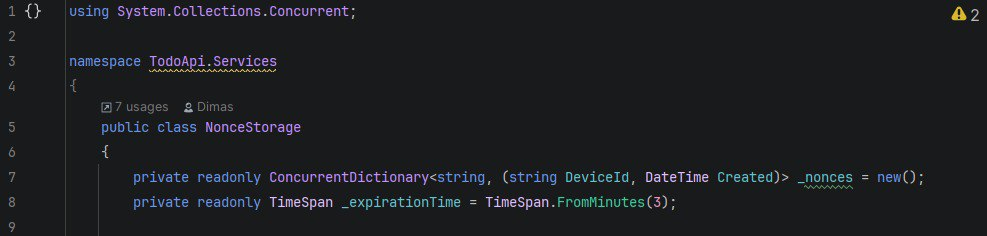 1 {} using System.Collections.Concurrent; 2
2
3 namespace TodoApi.Services
4 {
7 usages Dimas
5 public class NonceStorage
6 {
7 private readonly ConcurrentDictionary<string, (string DeviceId, DateTime Created)> _nonces = new();
8 private readonly TimeSpan _expirationTime = TimeSpan.FromMinutes(3);
9